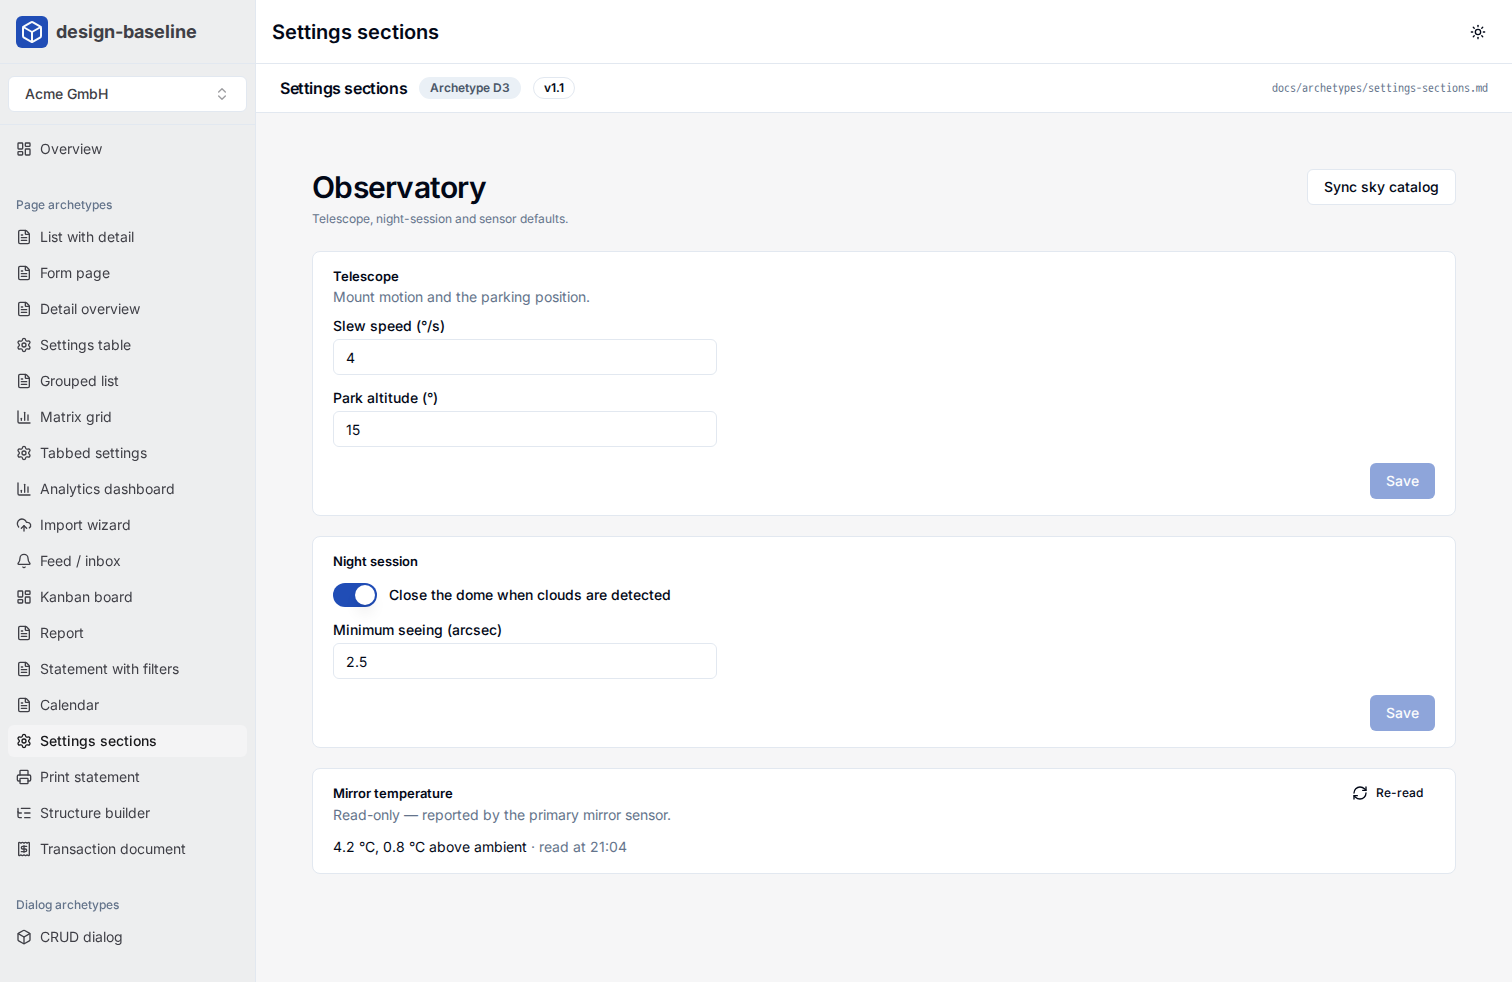 design-baseline
Acme GmbH
Overview
Page archetypes
List with detail
Form page
Detail overview
Settings table
Grouped list
Matrix grid
Tabbed settings
Analytics dashboard
Import wizard
Feed / inbox
Kanban board
Report
Statement with filters
Calendar
Settings sections
Print statement
Structure builder
Transaction document
Dialog archetypes
CRUD dialog
Settings sections
Settings sections Archetype D3 v1.1 docs/archetypes/settings-sections.md
Observatory
Sync sky catalog
Telescope, night-session and sensor defaults.
Telescope
Mount motion and the parking position.
Slew speed (°/s)
4
Park altitude (°)
15
Save
Night session
Close the dome when clouds are detected
Minimum seeing (arcsec)
2.5
Save
Mirror temperature
Re-read
Read-only — reported by the primary mirror sensor.
4.2 °C, 0.8 °C above ambient · read at 21:04